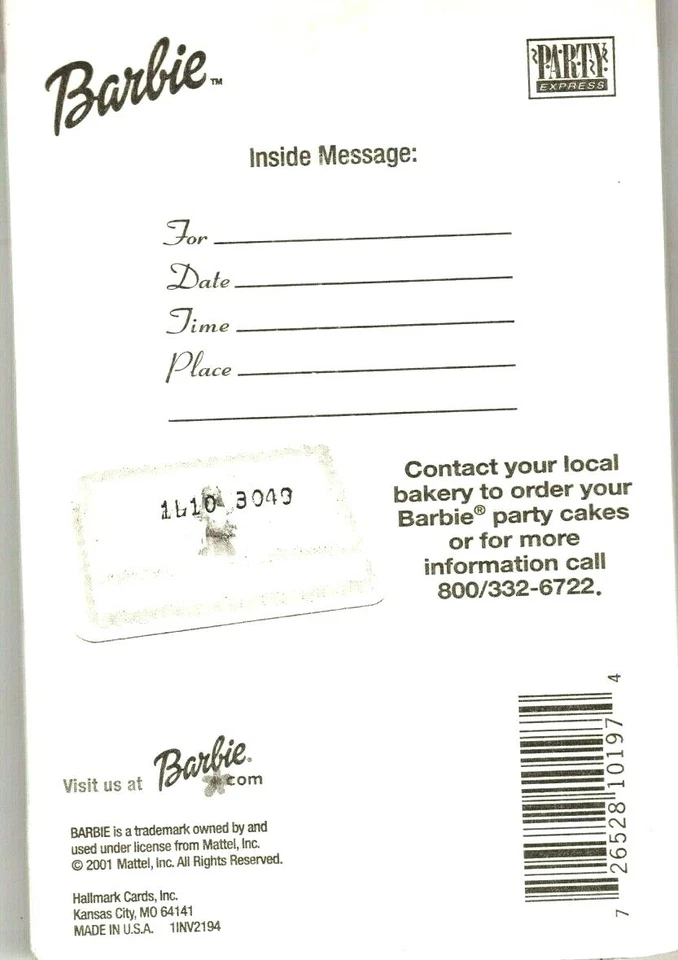 Barbie™
PARTY
EXPRESS
Inside Message:
For
Date
Time
Place
1L10 3049
Contact your local
bakery to order your
Barbie® party cakes
or for more
information call
800/332-6722.
Visit us at Barbie.com
BARBIE is a trademark owned by and
used under license from Mattel, Inc.
© 2001 Mattel, Inc. All Rights Reserved.
Hallmark Cards, Inc.
Kansas City, MO 64141
MADE IN U.S.A. 1INV2194
7 26528 10197 4